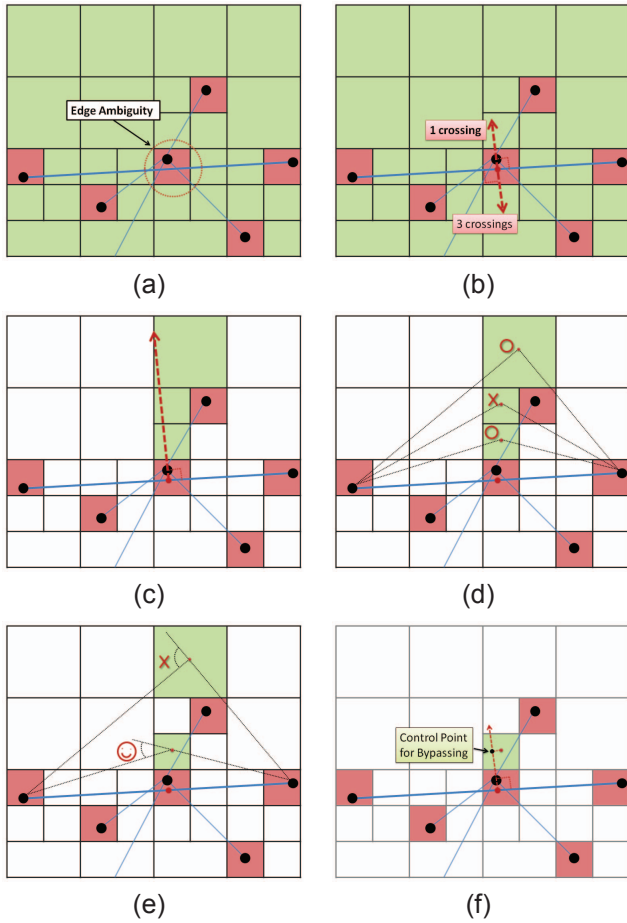 Edge Ambiguity
(a)
1 crossing
3 crossings
(b)
(c)
O
X
O
(d)
X
(e)
Control Point
for Bypassing
(f)